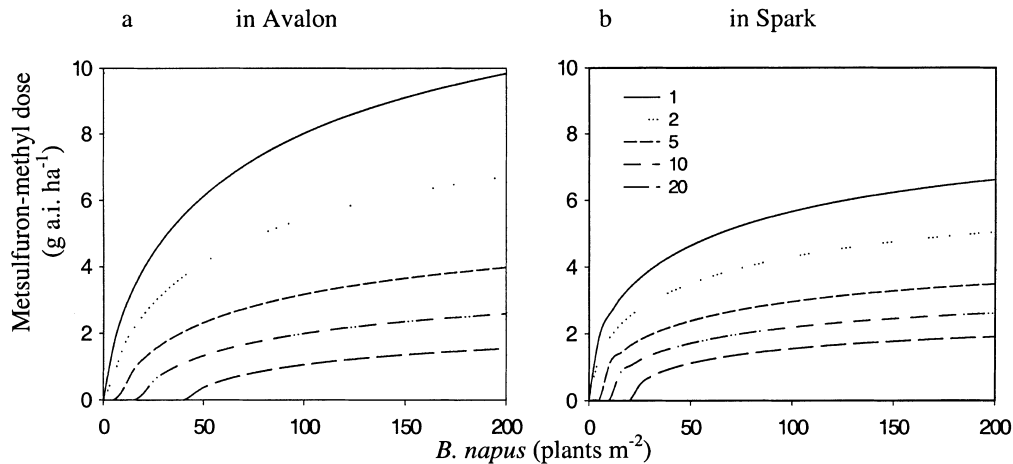 a in Avalon
b in Spark
Metsulfuron-methyl dose
(g a.i. ha-1)
10
8
6
4
2
0
0 50 100 150 200
10
8
6
4
2
0
0 50 100 150 200
1
2
5
10
20
B. napus (plants m-2)